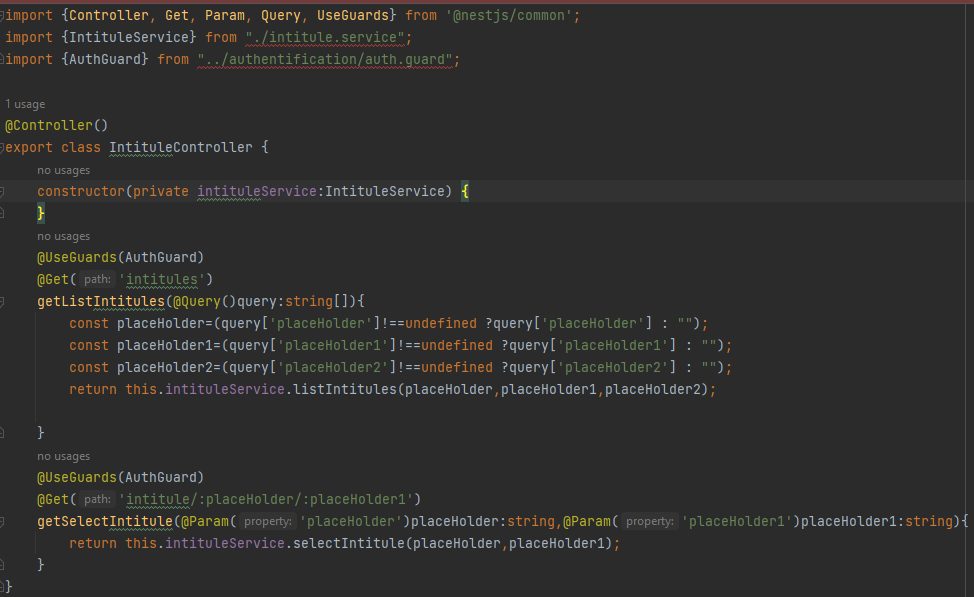 import {Controller, Get, Param, Query, UseGuards} from '@nestjs/common';
import {IntituleService} from "./intitule.service";
import {AuthGuard} from "../authentification/auth.guard";
1 usage
@Controller()
export class IntituleController {
no usages
constructor(private intituleService:IntituleService) {
}
no usages
@UseGuards(AuthGuard)
@Get( path: 'intitules')
getListIntitules(@Query()query:string[]){
const placeHolder=(query['placeHolder']!==undefined ?query['placeHolder'] : "");
const placeHolder1=(query['placeHolder1']!==undefined ?query['placeHolder1'] : "");
const placeHolder2=(query['placeHolder2']!==undefined ?query['placeHolder2'] : "");
return this.intituleService.listIntitules(placeHolder,placeHolder1,placeHolder2);
}
no usages
@UseGuards(AuthGuard)
@Get( path: 'intitule/:placeHolder/:placeHolder1')
getSelectIntitule(@Param( property: 'placeHolder')placeHolder:string,@Param( property: 'placeHolder1')placeHolder1:string){
return this.intituleService.selectIntitule(placeHolder,placeHolder1);
}
}